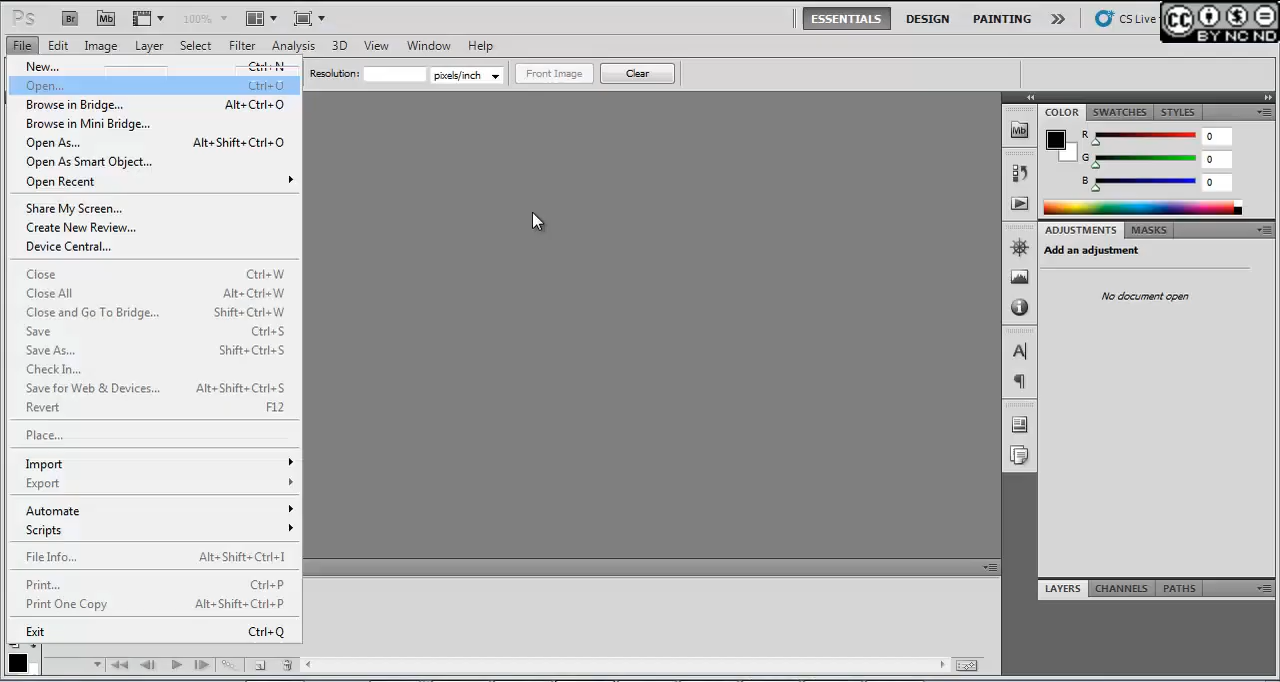 Ps Br Mb 100% ESSENTIALS DESIGN PAINTING CS Live
CC BY NC ND
File Edit Image Layer Select Filter Analysis 3D View Window Help
New... Ctrl+N
Resolution: pixels/inch Front Image Clear
Open... Ctrl+O
Browse in Bridge... Alt+Ctrl+O
Browse in Mini Bridge...
Open As... Alt+Shift+Ctrl+O
Open As Smart Object...
Open Recent
Share My Screen...
Create New Review...
Device Central...
Close Ctrl+W
Close All Alt+Ctrl+W
Close and Go To Bridge... Shift+Ctrl+W
Save Ctrl+S
Save As... Shift+Ctrl+S
Check In...
Save for Web & Devices... Alt+Shift+Ctrl+S
Revert F12
Place...
Import
Export
Automate
Scripts
File Info... Alt+Shift+Ctrl+I
Print... Ctrl+P
Print One Copy Alt+Shift+Ctrl+P
Exit Ctrl+Q
Mb
A
COLOR SWATCHES STYLES
R 0
G 0
B 0
ADJUSTMENTS MASKS
Add an adjustment
No document open
LAYERS CHANNELS PATHS